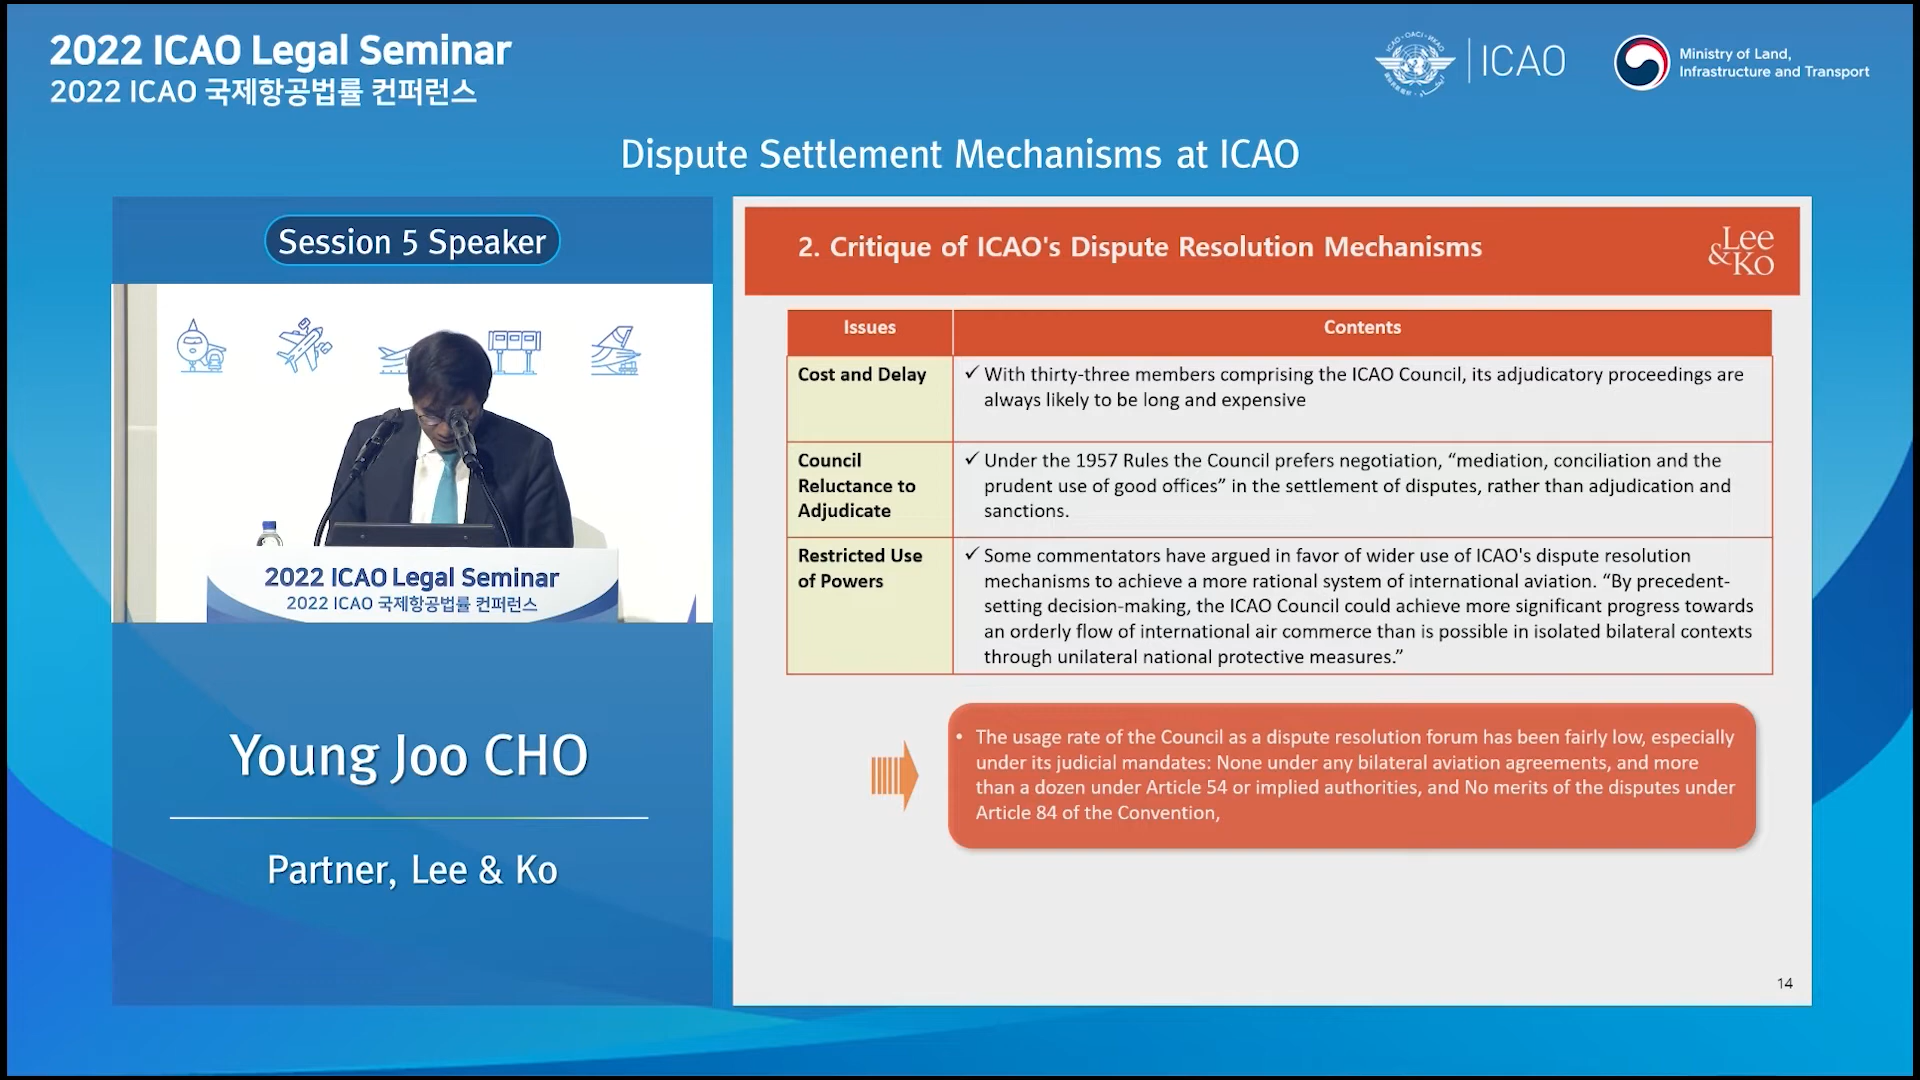 2022 ICAO Legal Seminar
2022 ICAO 국제항공법률 컨퍼런스
ICAO · OACI · ИКАО
ICAO
Ministry of Land,
Infrastructure and Transport
Dispute Settlement Mechanisms at ICAO
Session 5 Speaker
2022 ICAO Legal Seminar
2022 ICAO 국제항공법률 컨퍼런스
Young Joo CHO
Partner, Lee & Ko
2. Critique of ICAO's Dispute Resolution Mechanisms
Lee
&KO
Issues
Contents
Cost and Delay
✓ With thirty-three members comprising the ICAO Council, its adjudicatory proceedings are
always likely to be long and expensive
Council
Reluctance to
Adjudicate
✓ Under the 1957 Rules the Council prefers negotiation, “mediation, conciliation and the
prudent use of good offices” in the settlement of disputes, rather than adjudication and
sanctions.
Restricted Use
of Powers
✓ Some commentators have argued in favor of wider use of ICAO's dispute resolution
mechanisms to achieve a more rational system of international aviation. “By precedent-
setting decision-making, the ICAO Council could achieve more significant progress towards
an orderly flow of international air commerce than is possible in isolated bilateral contexts
through unilateral national protective measures.”
• The usage rate of the Council as a dispute resolution forum has been fairly low, especially
under its judicial mandates: None under any bilateral aviation agreements, and more
than a dozen under Article 54 or implied authorities, and No merits of the disputes under
Article 84 of the Convention,
14